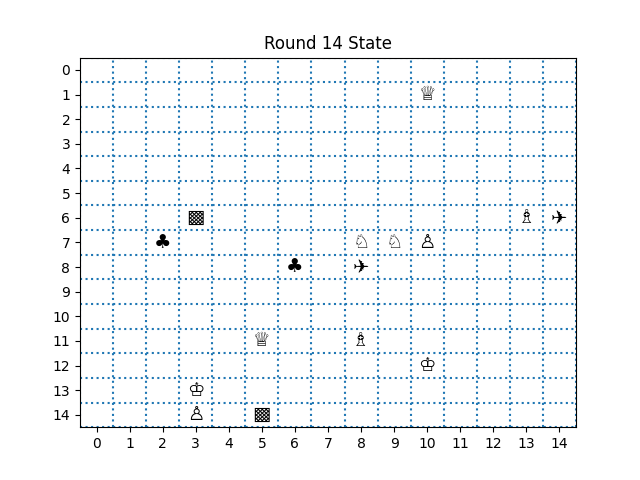 Round 14 State
0
1 ♕
2
3
4
5
6 ▩ ♗ ✈
7 ♣ ♘ ♘ ♙
8 ♣ ✈
9
10
11 ♕ ♗
12 ♔
13 ♔
14 ♙ ▩
0 1 2 3 4 5 6 7 8 9 10 11 12 13 14